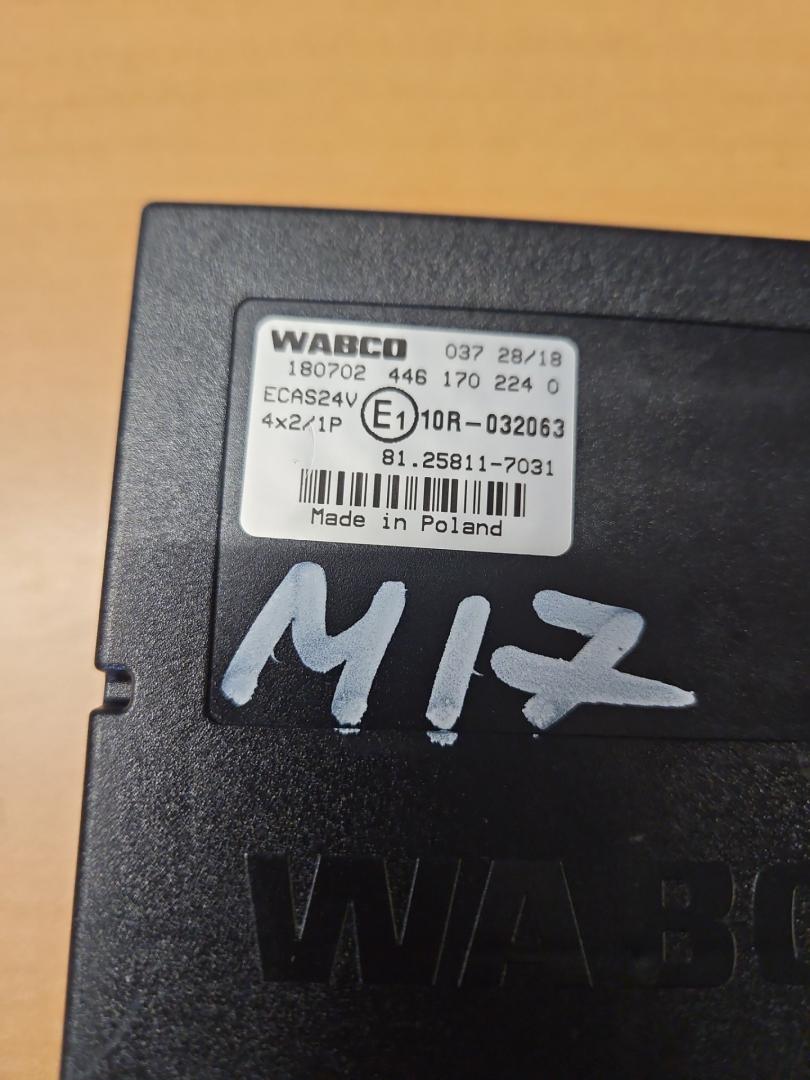 WABCO 037 28/18
180702 446 170 224 0
ECAS24V
4x2/1P E1 10R-032063
81.25811-7031
Made in Poland
M17
WABC